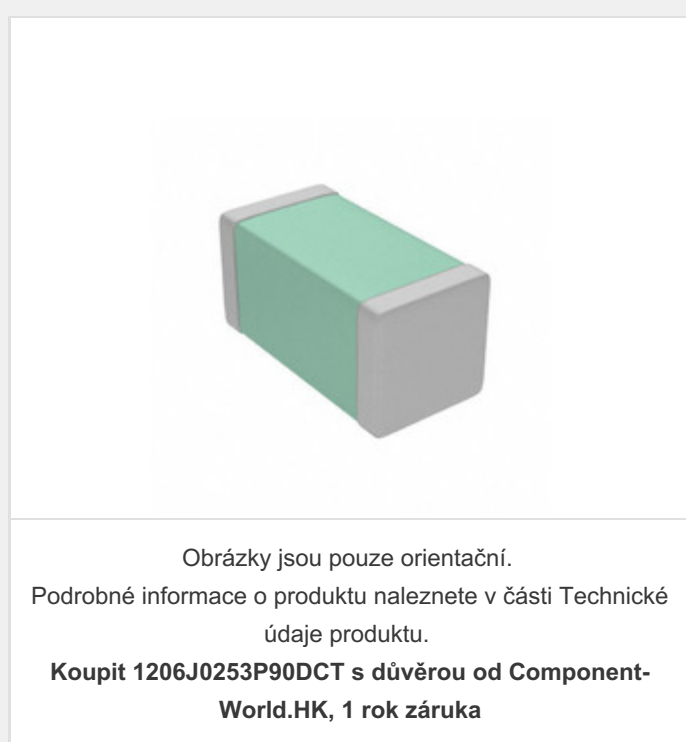 Obrázky jsou pouze orientační.
Podrobné informace o produktu naleznete v části Technické
údaje produktu.
Koupit 1206J0253P90DCT s důvěrou od Component-
World.HK, 1 rok záruka